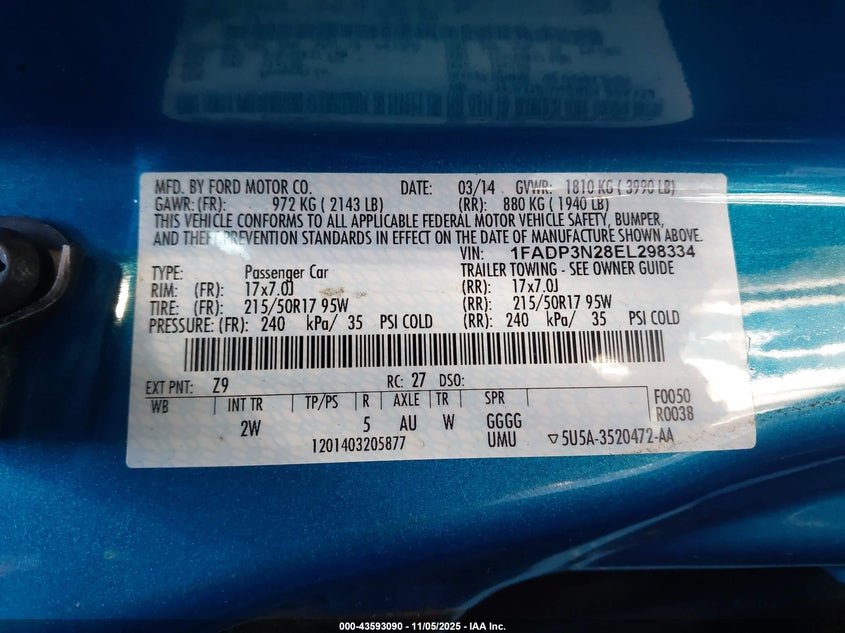 MFD. BY FORD MOTOR CO. DATE: 03/14 GVWR: 1810 KG ( 3990 LB)
GAWR: (FR): 972 KG ( 2143 LB) (RR): 880 KG ( 1940 LB)
THIS VEHICLE CONFORMS TO ALL APPLICABLE FEDERAL MOTOR VEHICLE SAFETY, BUMPER,
AND THEFT PREVENTION STANDARDS IN EFFECT ON THE DATE OF MANUFACTURE SHOWN ABOVE.
VIN: 1FADP3N28EL298334
TYPE: Passenger Car TRAILER TOWING - SEE OWNER GUIDE
RIM: (FR): 17x7.0J (RR): 17x7.0J
TIRE: (FR): 215/50R17 95W (RR): 215/50R17 95W
PRESSURE: (FR): 240 kPa/ 35 PSI COLD (RR): 240 kPa/ 35 PSI COLD
EXT PNT: Z9 RC: 27 DSO:
WB INT TR TP/PS R AXLE TR SPR F0050
2W 5 AU W GGGG R0038
1201403205877 UMU ▽5U5A-3520472-AA
000-43593090 - 11/05/2025 - IAA Inc.